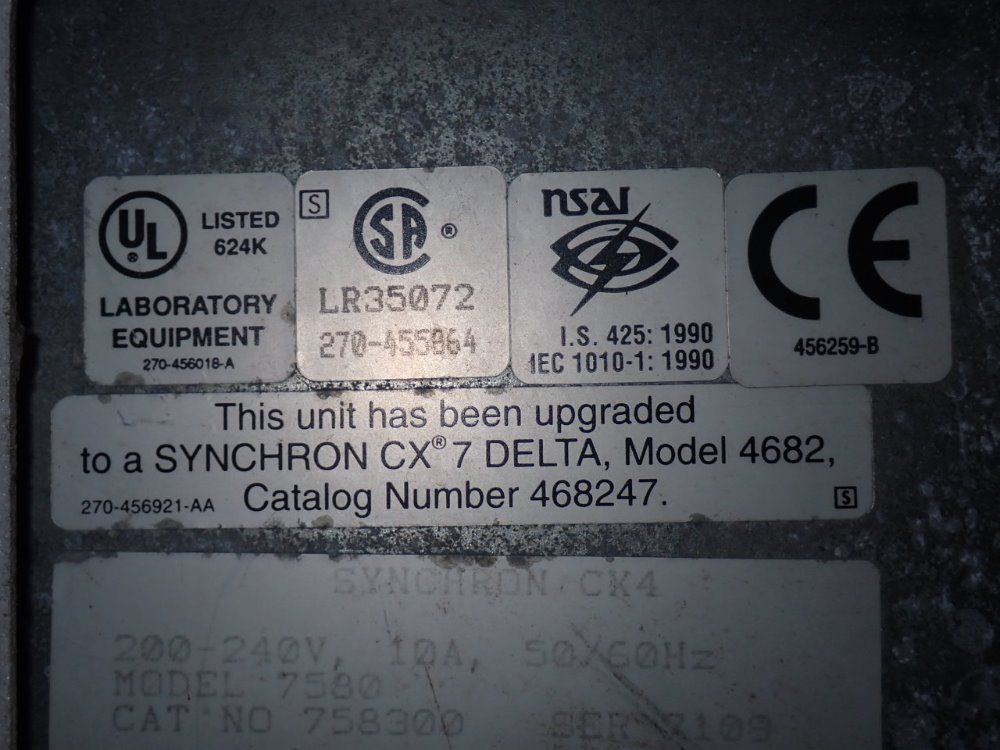 UL
LISTED
624K
LABORATORY
EQUIPMENT
270-456018-A
S
SA ®
LR35072
270-455864
nsai
I.S. 425: 1990
IEC 1010-1: 1990
CE
456259-B
This unit has been upgraded
to a SYNCHRON CX® 7 DELTA, Model 4682,
270-456921-AA Catalog Number 468247. S
SYNCHRON CX4
200-240V, 10A, 50/60Hz
MODEL 7580
CAT NO 758300 SER